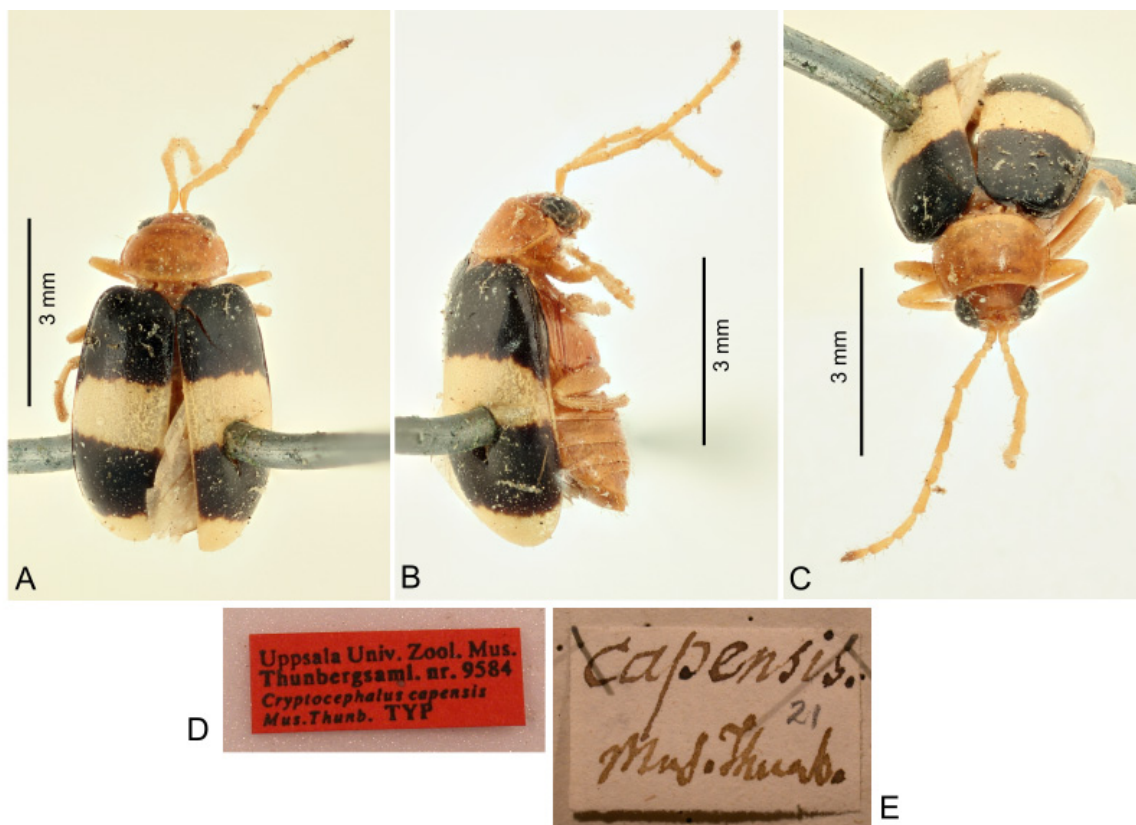 3 mm
A
3 mm
B
3 mm
C
Uppsala Univ. Zool. Mus.
Thunbergsaml. nr. 9584
Cryptocephalus capensis
Mus.Thunb. TYP
D
capensis.
21
Mus. Thunb.
E